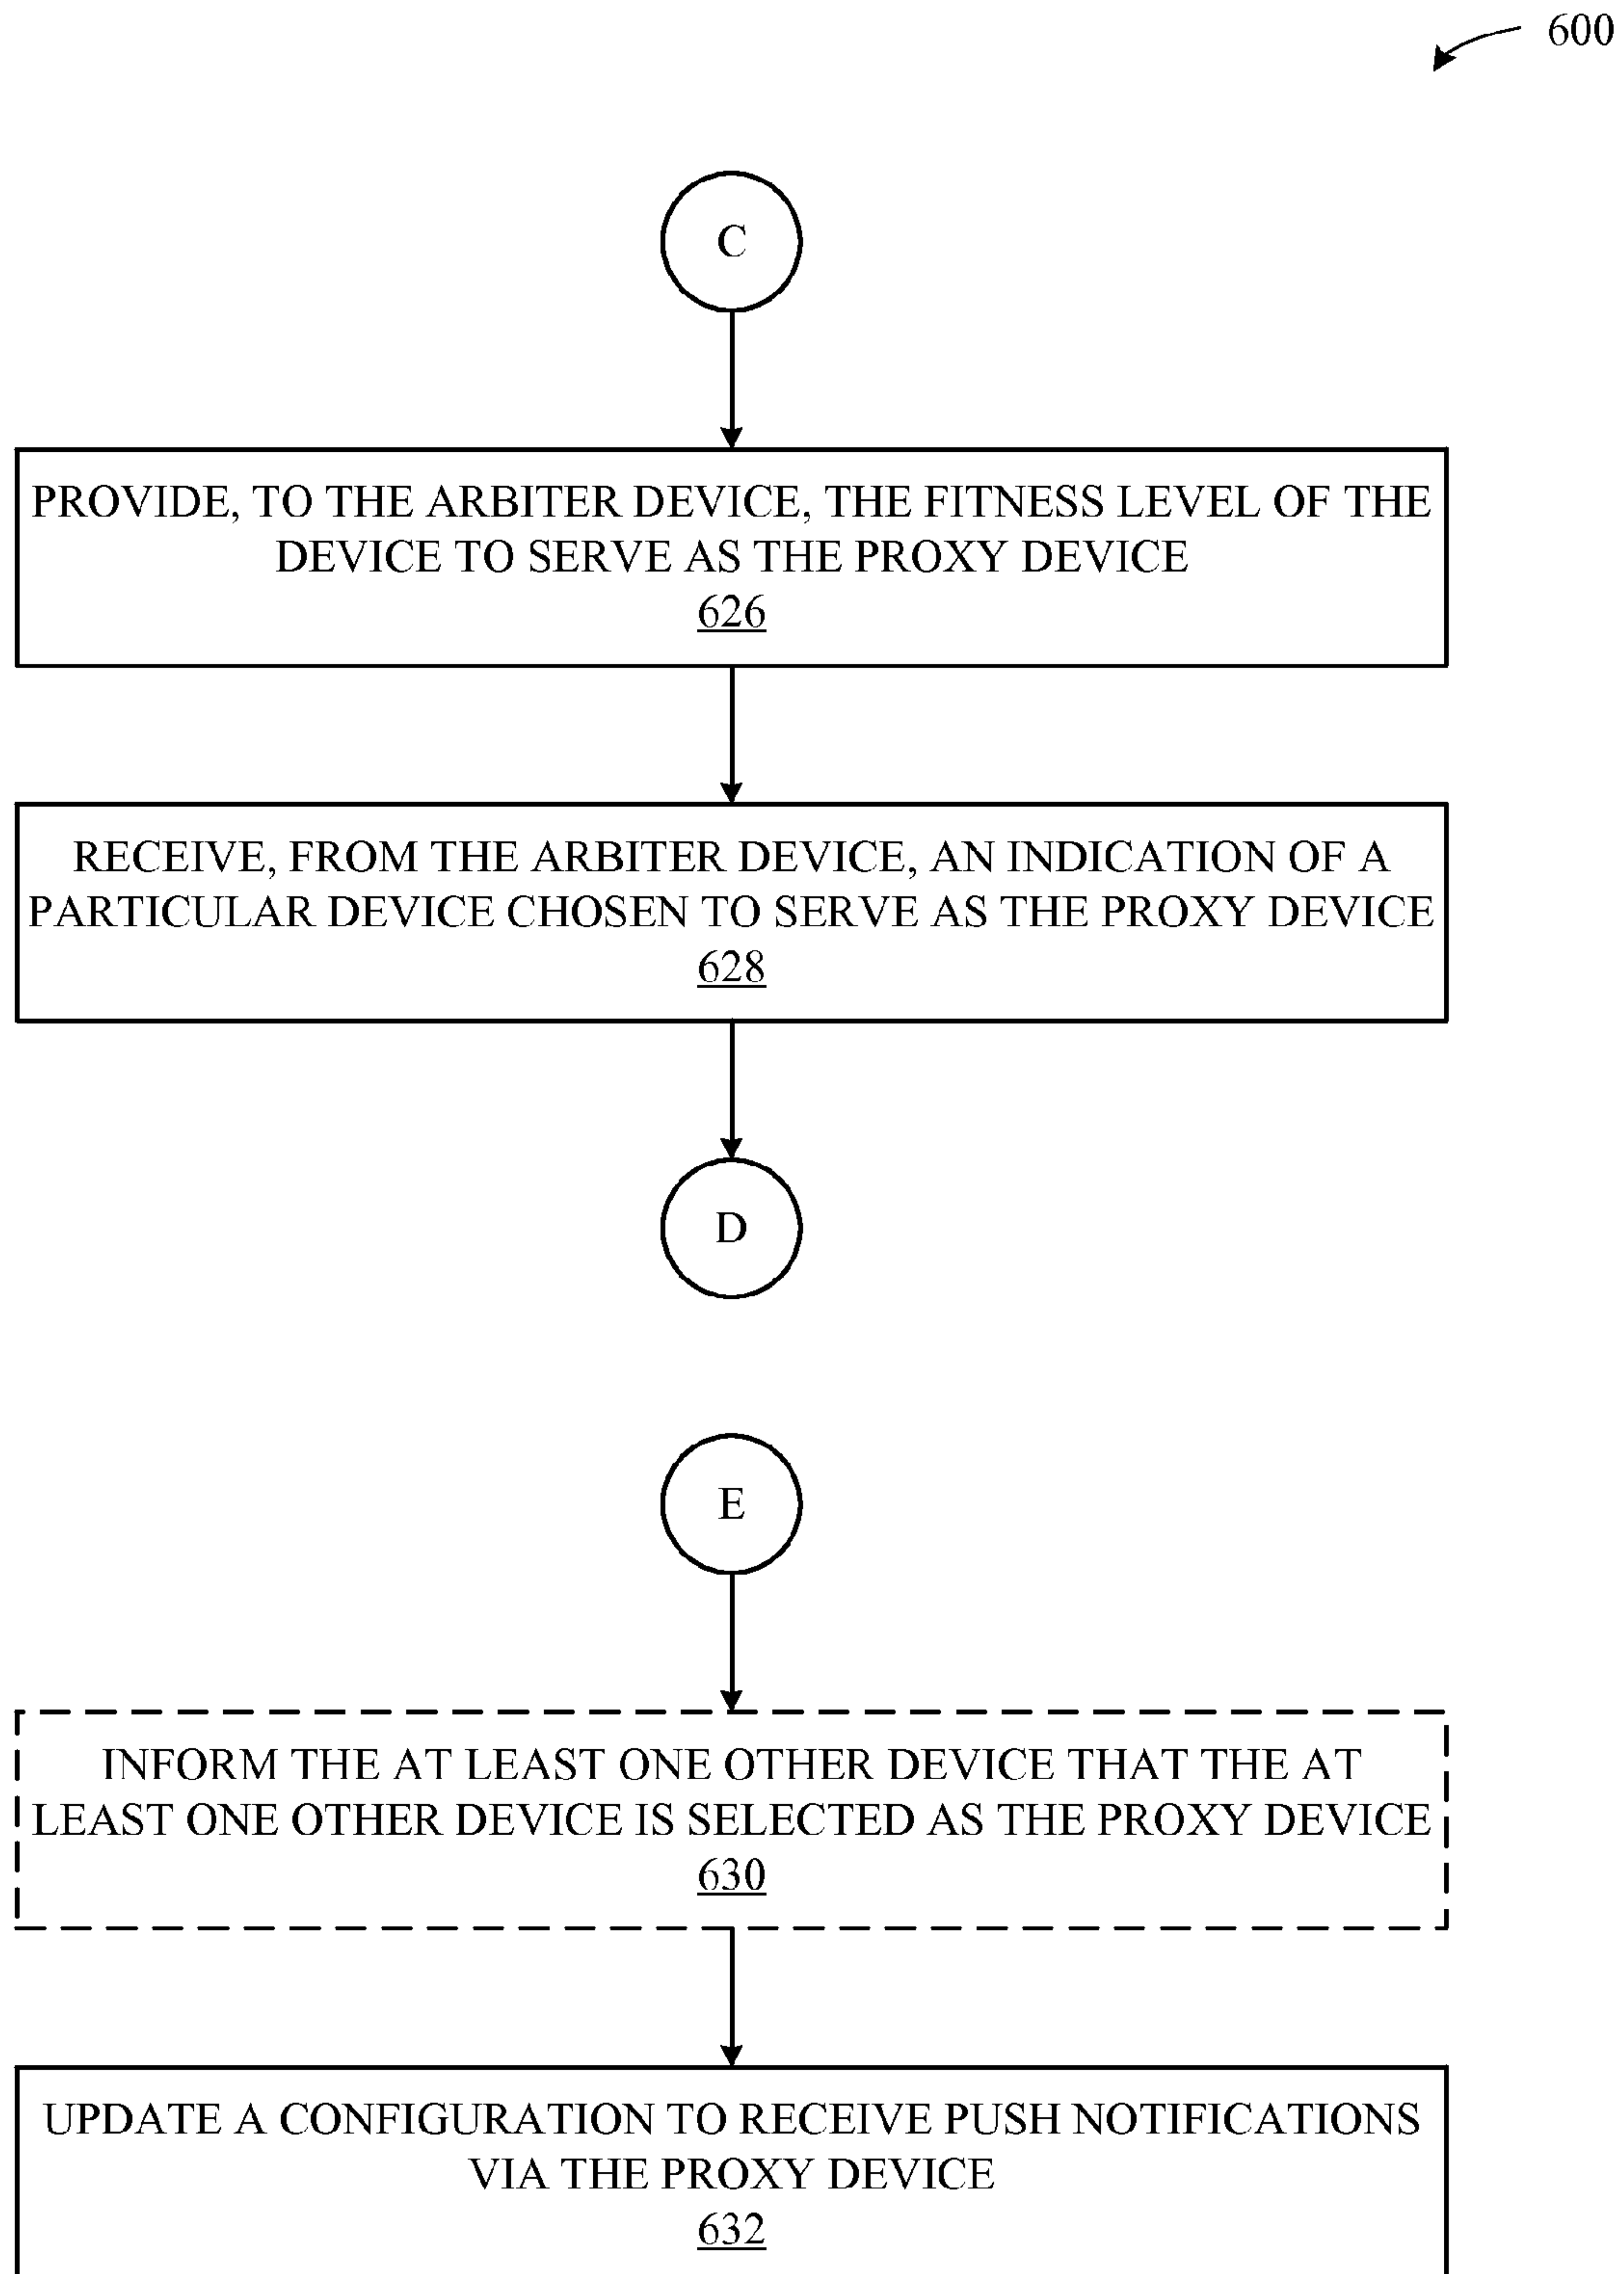 600
C
PROVIDE, TO THE ARBITER DEVICE, THE FITNESS LEVEL OF THE
DEVICE TO SERVE AS THE PROXY DEVICE
626
RECEIVE, FROM THE ARBITER DEVICE, AN INDICATION OF A
PARTICULAR DEVICE CHOSEN TO SERVE AS THE PROXY DEVICE
628
D
E
INFORM THE AT LEAST ONE OTHER DEVICE THAT THE AT
LEAST ONE OTHER DEVICE IS SELECTED AS THE PROXY DEVICE
630
UPDATE A CONFIGURATION TO RECEIVE PUSH NOTIFICATIONS
VIA THE PROXY DEVICE
632